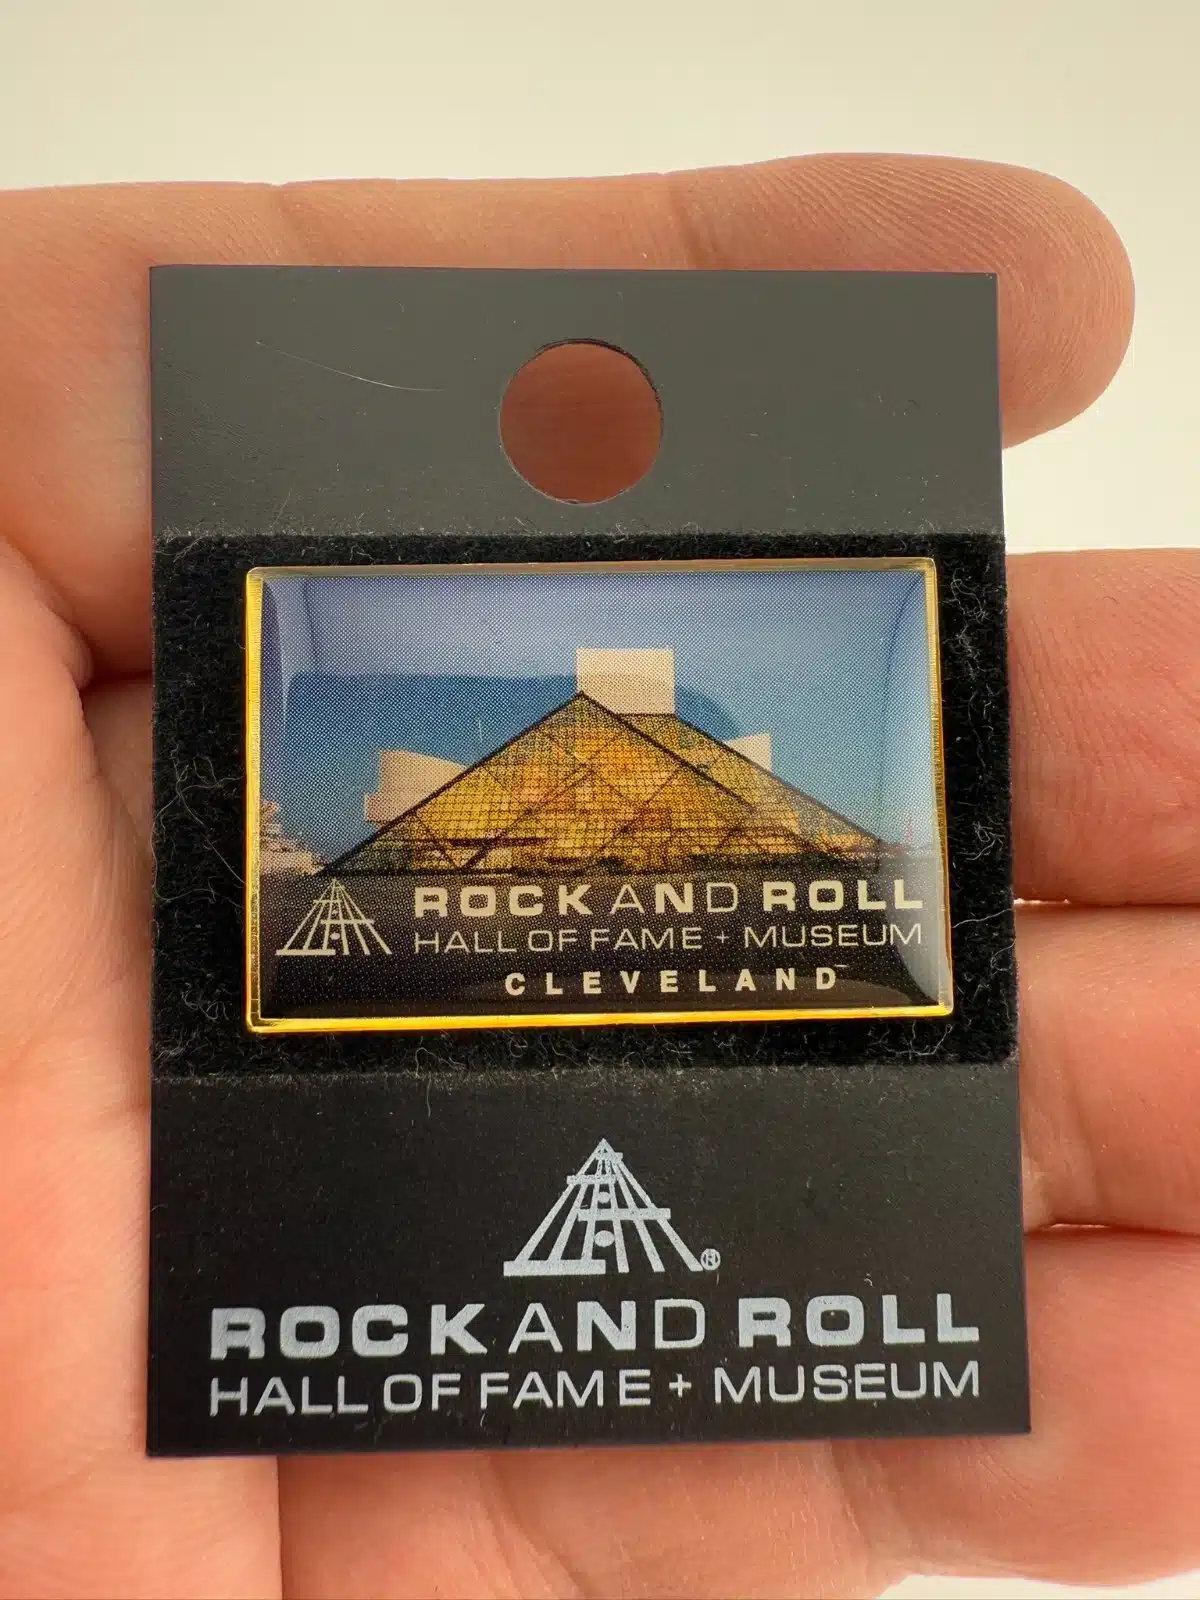 ROCK AND ROLL
HALL OF FAME + MUSEUM
CLEVELAND
®
ROCK AND ROLL
HALL OF FAME + MUSEUM